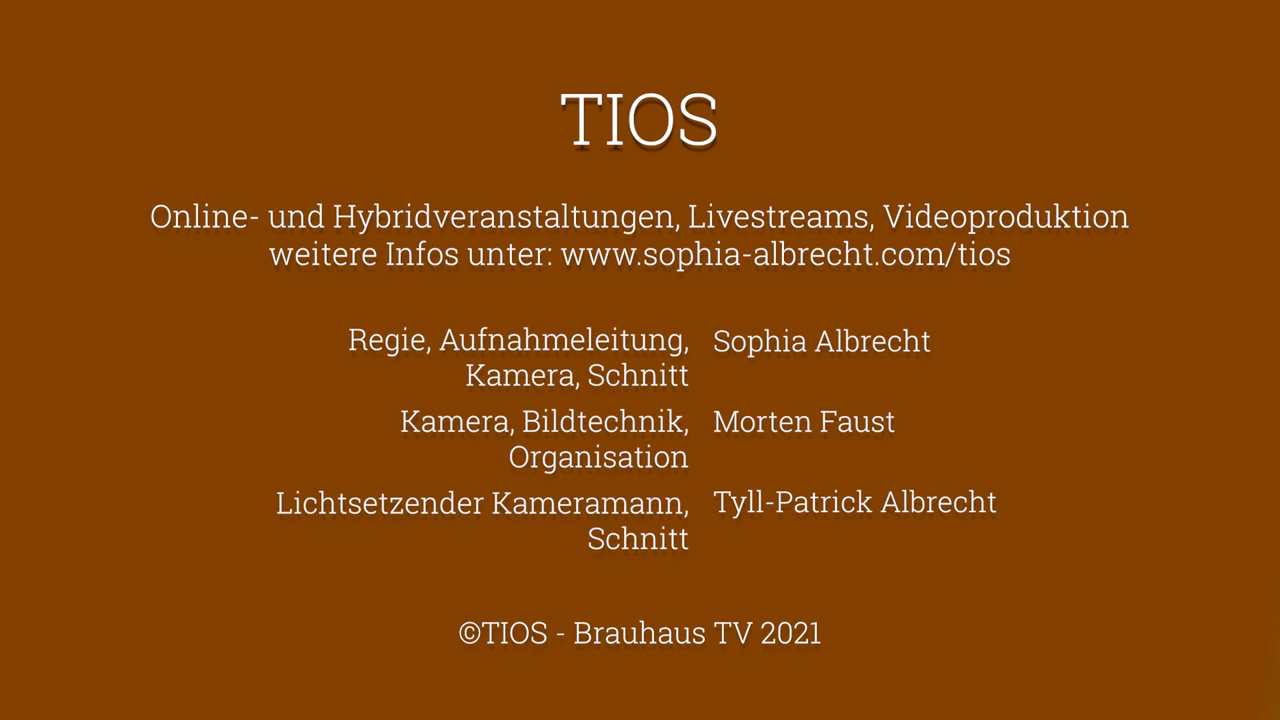 TIOS
Online- und Hybridveranstaltungen, Livestreams, Videoproduktion
weitere Infos unter: www.sophia-albrecht.com/tios
Regie, Aufnahmeleitung, Sophia Albrecht
Kamera, Schnitt
Kamera, Bildtechnik, Morten Faust
Organisation
Lichtsetzender Kameramann, Tyll-Patrick Albrecht
Schnitt
©TIOS - Brauhaus TV 2021